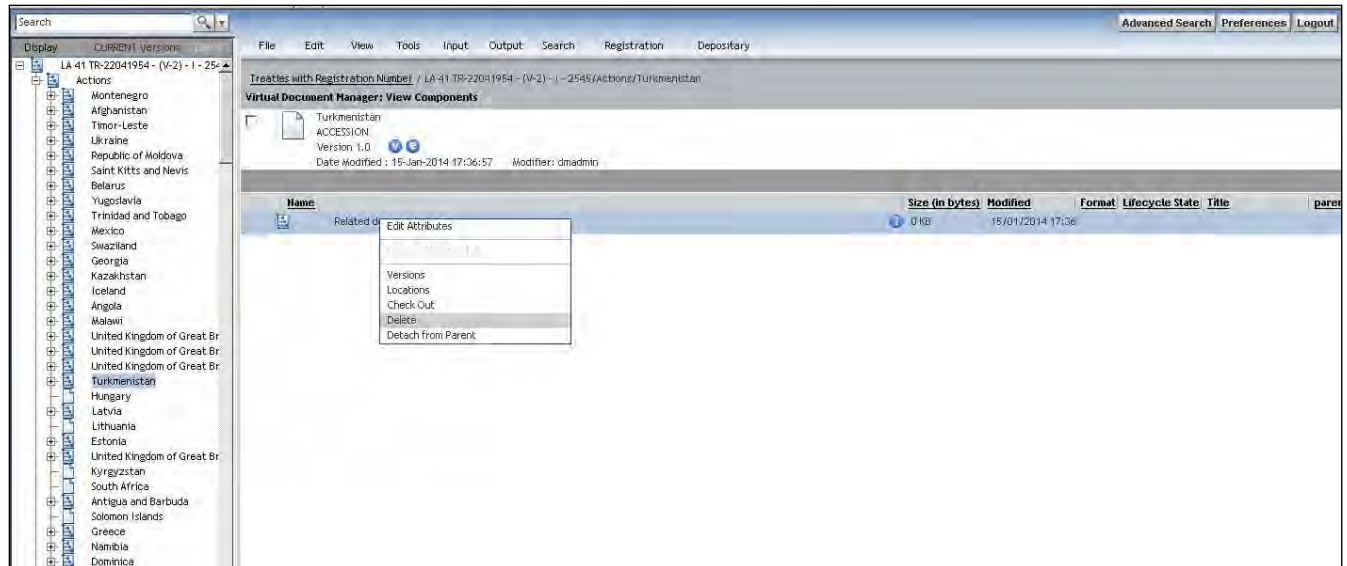 Search
Advanced Search Preferences Logout
Display CURRENT versions
File Edit View Tools Input Output Search Registration Depositary
LA 41 TR-22041954 - (V-2) - I - 254
Actions
Montenegro
Afghanistan
Timor-Leste
Ukraine
Republic of Moldova
Saint Kitts and Nevis
Belarus
Yugoslavia
Trinidad and Tobago
Mexico
Swaziland
Georgia
Kazakhstan
Iceland
Angola
Malawi
United Kingdom of Great Br
United Kingdom of Great Br
United Kingdom of Great Br
Turkmenistan
Hungary
Latvia
Lithuania
Estonia
United Kingdom of Great Br
Kyrgyzstan
South Africa
Antigua and Barbuda
Solomon Islands
Greece
Namibia
Dominica
Treaties with Registration Number / LA 41 TR-22041954 - (V-2) - I - 2545/Actions/Turkmenistan
Virtual Document Manager: View Components
Turkmenistan
ACCESSION
Version 1.0
Date Modified : 15-Jan-2014 17:36:57 Modifier: dmadmin
Name Size (in bytes) Modified Format Lifecycle State Title paren
Related d 0 KB 15/01/2014 17:36
Edit Attributes
Versions
Locations
Check Out
Delete
Detach from Parent